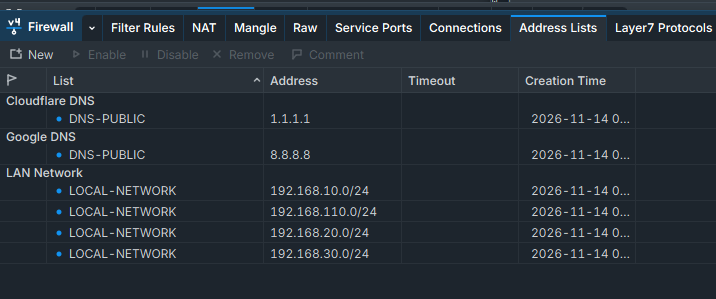 v4 Firewall Filter Rules NAT Mangle Raw Service Ports Connections Address Lists Layer7 Protocols
New Enable Disable Remove Comment
List Address Timeout Creation Time
Cloudflare DNS
DNS-PUBLIC 1.1.1.1 2026-11-14 0...
Google DNS
DNS-PUBLIC 8.8.8.8 2026-11-14 0...
LAN Network
LOCAL-NETWORK 192.168.10.0/24 2026-11-14 0...
LOCAL-NETWORK 192.168.110.0/24 2026-11-14 0...
LOCAL-NETWORK 192.168.20.0/24 2026-11-14 0...
LOCAL-NETWORK 192.168.30.0/24 2026-11-14 0...